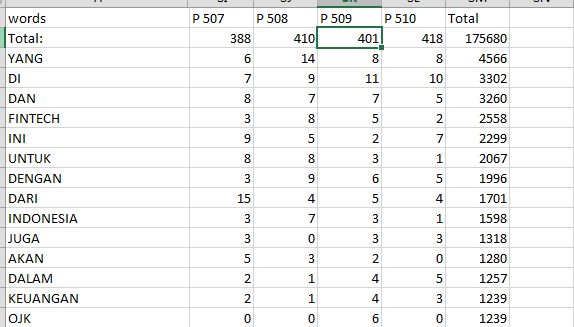 words P 507 P 508 P 509 P 510 Total
Total: 388 410 401 418 175680
YANG 6 14 8 8 4566
DI 7 9 11 10 3302
DAN 8 7 7 5 3260
FINTECH 3 8 5 2 2558
INI 9 5 2 7 2299
UNTUK 8 8 3 1 2067
DENGAN 3 9 6 5 1996
DARI 15 4 5 4 1701
INDONESIA 3 7 3 1 1598
JUGA 3 0 3 3 1318
AKAN 5 3 2 0 1280
DALAM 2 1 4 5 1257
KEUANGAN 2 1 4 3 1239
OJK 0 0 6 0 1239